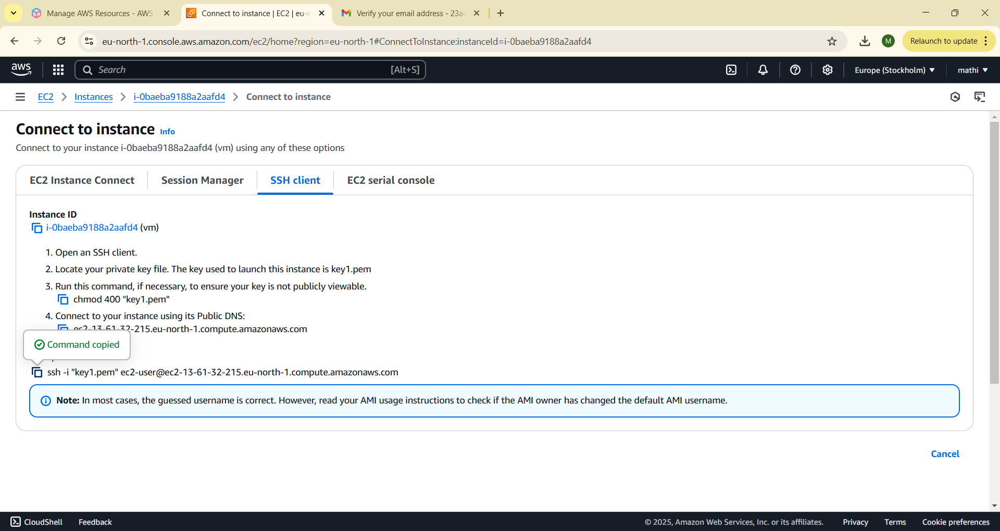 Manage AWS Resources - AWS
Connect to instance | EC2 | eu-n
Verify your email address - 23ad
eu-north-1.console.aws.amazon.com/ec2/home?region=eu-north-1#ConnectToInstance:instanceId=i-0baeba9188a2aafd4
M
Relaunch to update
aws
Search
[Alt+S]
Europe (Stockholm)
mathi
EC2
Instances
i-0baeba9188a2aafd4
Connect to instance
Connect to instance Info
Connect to your instance i-0baeba9188a2aafd4 (vm) using any of these options
EC2 Instance Connect
Session Manager
SSH client
EC2 serial console
Instance ID
i-0baeba9188a2aafd4 (vm)
1. Open an SSH client.
2. Locate your private key file. The key used to launch this instance is key1.pem
3. Run this command, if necessary, to ensure your key is not publicly viewable.
chmod 400 "key1.pem"
4. Connect to your instance using its Public DNS:
ec2-13-61-32-215.eu-north-1.compute.amazonaws.com
Command copied
ssh -i "key1.pem" ec2-user@ec2-13-61-32-215.eu-north-1.compute.amazonaws.com
Note: In most cases, the guessed username is correct. However, read your AMI usage instructions to check if the AMI owner has changed the default AMI username.
Cancel
CloudShell
Feedback
© 2025, Amazon Web Services, Inc. or its affiliates.
Privacy
Terms
Cookie preferences